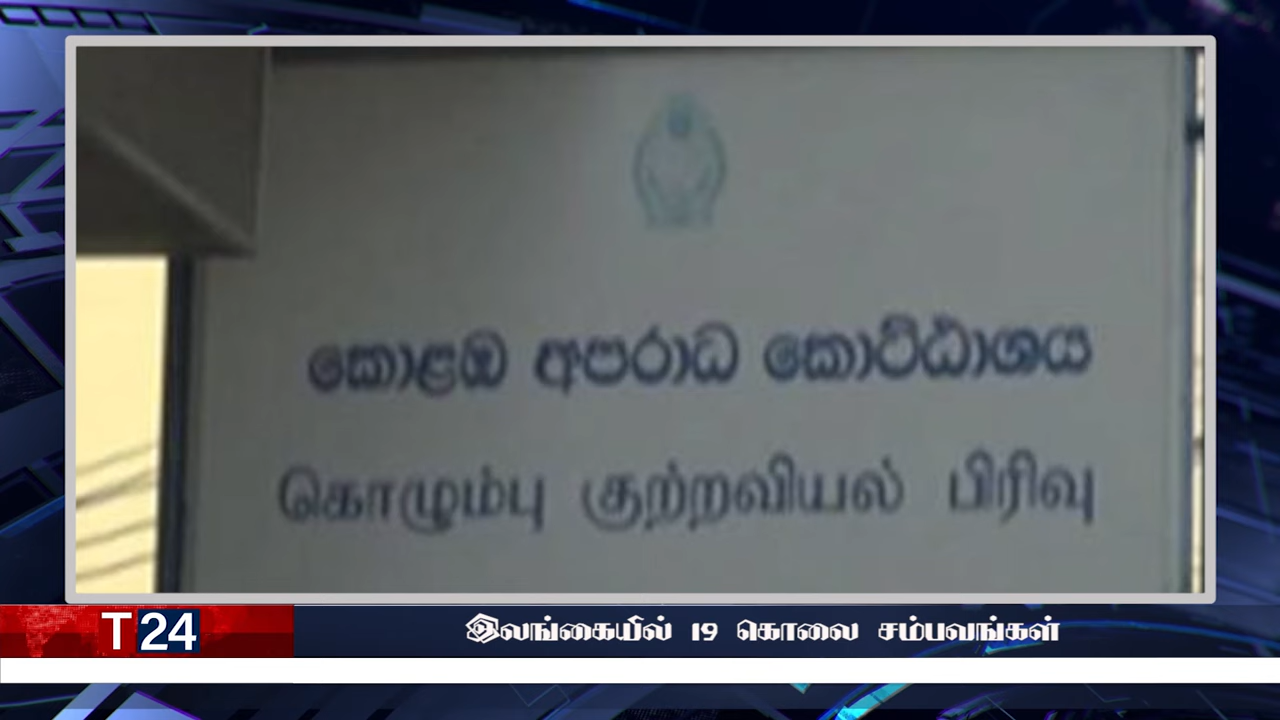 කොළඹ අපරාධ කොට්ඨාශය
கொழும்பு குற்றவியல் பிரிவு
T24
இலங்கையில் 19 கொலை சம்பவங்கள்